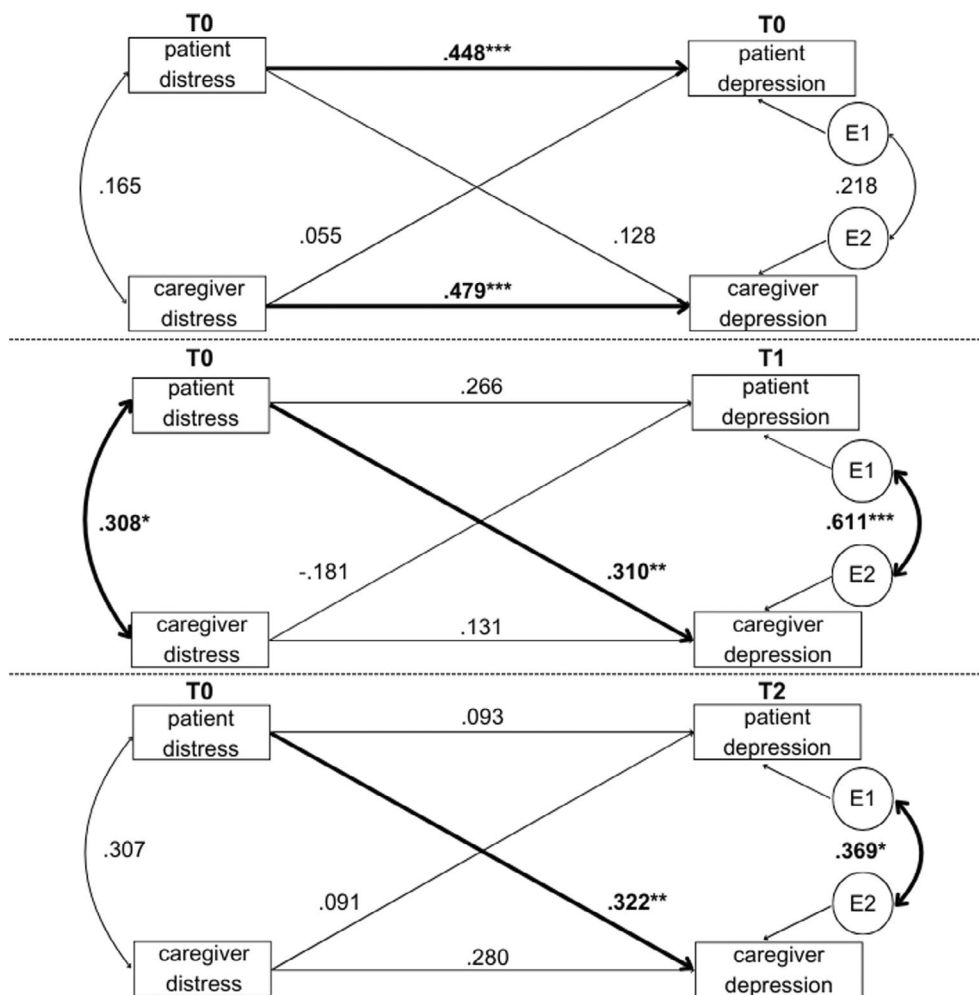 T0
T0
patient
distress
.448***
patient
depression
E1
.165
.218
.055
.128
E2
caregiver
distress
.479***
caregiver
depression
T0
T1
patient
distress
.266
patient
depression
E1
.308*
.611***
-.181
.310**
E2
caregiver
distress
.131
caregiver
depression
T0
T2
patient
distress
.093
patient
depression
E1
.307
.369*
.091
.322**
E2
caregiver
distress
.280
caregiver
depression